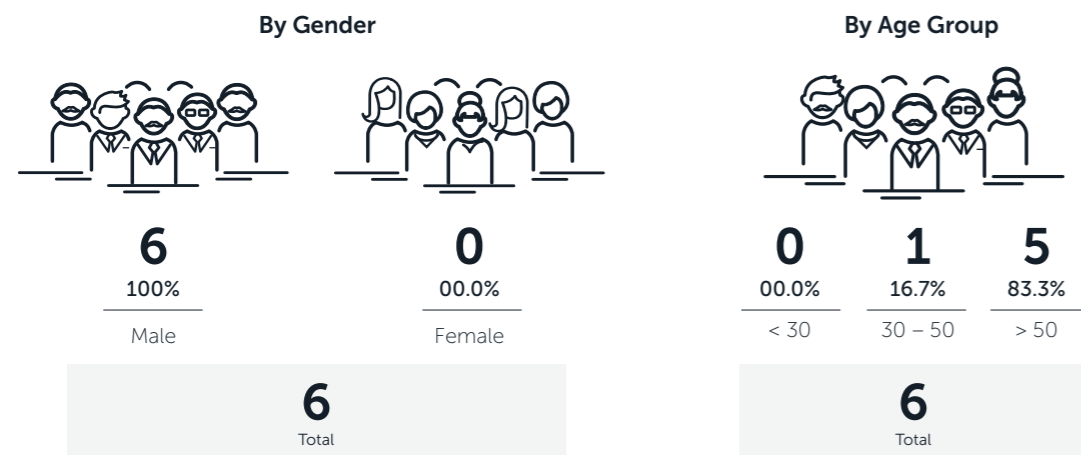 By Gender
6
100%
Male
0
00.0%
Female
6
Total
By Age Group
0
00.0%
< 30
1
16.7%
30 – 50
5
83.3%
> 50
6
Total